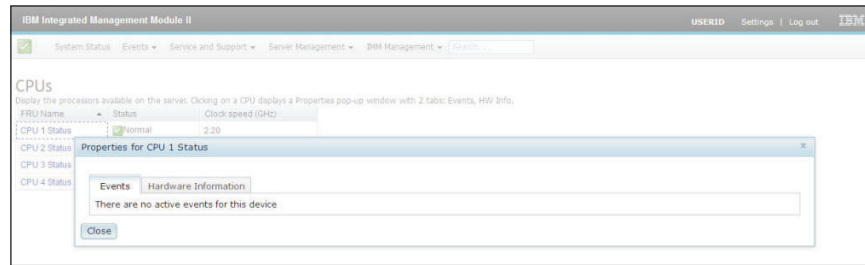 IBM Integrated Management Module II
USERID Settings | Log out IBM
System Status Events Service and Support Server Management IMM Management Search...
CPUs
Display the processors available on the server. Clicking on a CPU displays a Properties pop-up window with 2 tabs: Events, HW Info.
FRU Name Status Clock speed (GHz)
CPU 1 Status Normal 2.20
CPU 2 Status
CPU 3 Status
CPU 4 Status
Properties for CPU 1 Status x
Events Hardware Information
There are no active events for this device
Close